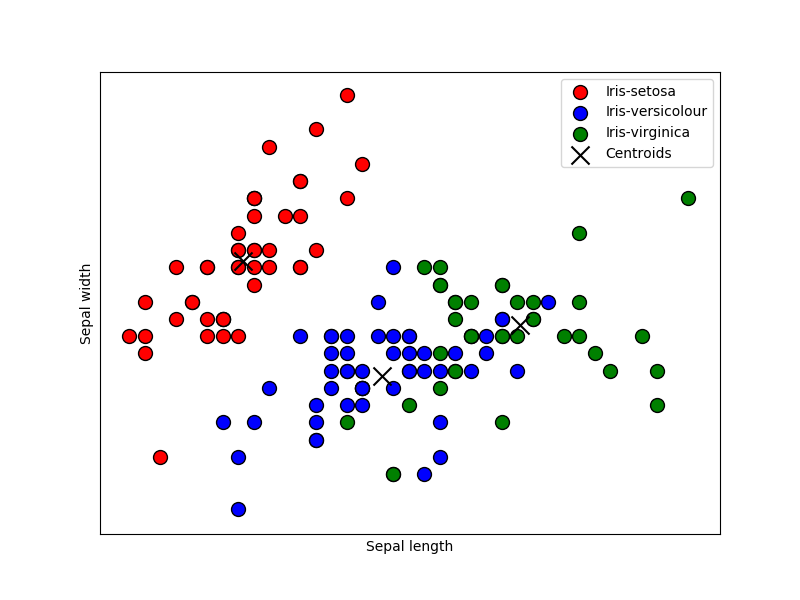 Iris-setosa
Iris-versicolour
Iris-virginica
Centroids
Sepal width
Sepal length